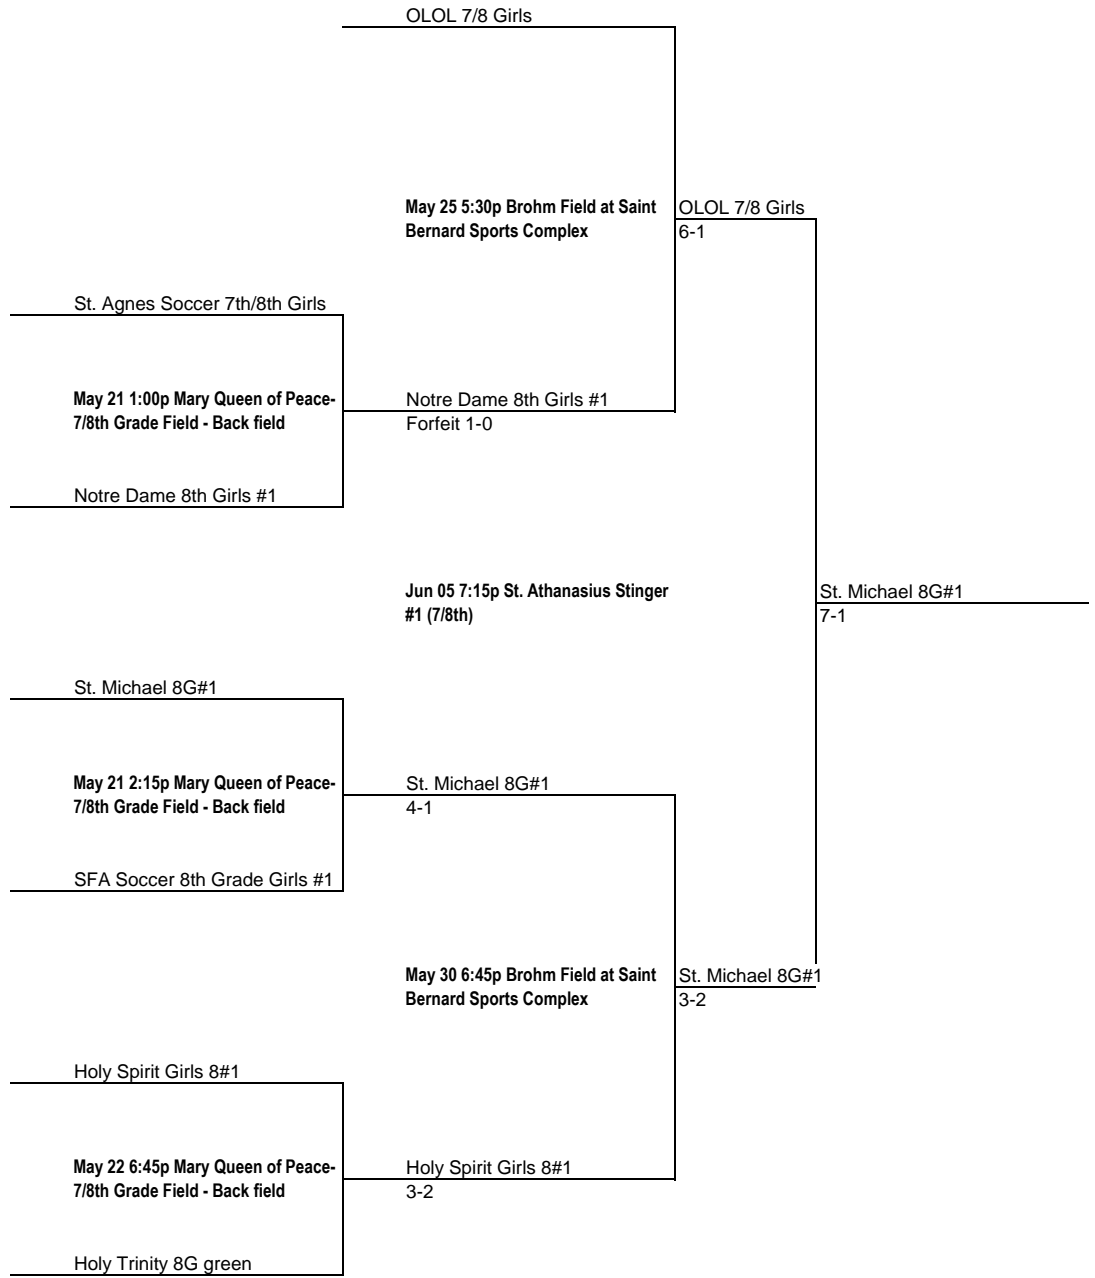 OLOL 7/8 Girls
May 25 5:30p Brohm Field at Saint
Bernard Sports Complex
OLOL 7/8 Girls
6-1
St. Agnes Soccer 7th/8th Girls
May 21 1:00p Mary Queen of Peace-
7/8th Grade Field - Back field
Notre Dame 8th Girls #1
Forfeit 1-0
Notre Dame 8th Girls #1
Jun 05 7:15p St. Athanasius Stinger
#1 (7/8th)
St. Michael 8G#1
7-1
St. Michael 8G#1
May 21 2:15p Mary Queen of Peace-
7/8th Grade Field - Back field
St. Michael 8G#1
4-1
SFA Soccer 8th Grade Girls #1
May 30 6:45p Brohm Field at Saint
Bernard Sports Complex
St. Michael 8G#1
3-2
Holy Spirit Girls 8#1
May 22 6:45p Mary Queen of Peace-
7/8th Grade Field - Back field
Holy Spirit Girls 8#1
3-2
Holy Trinity 8G green